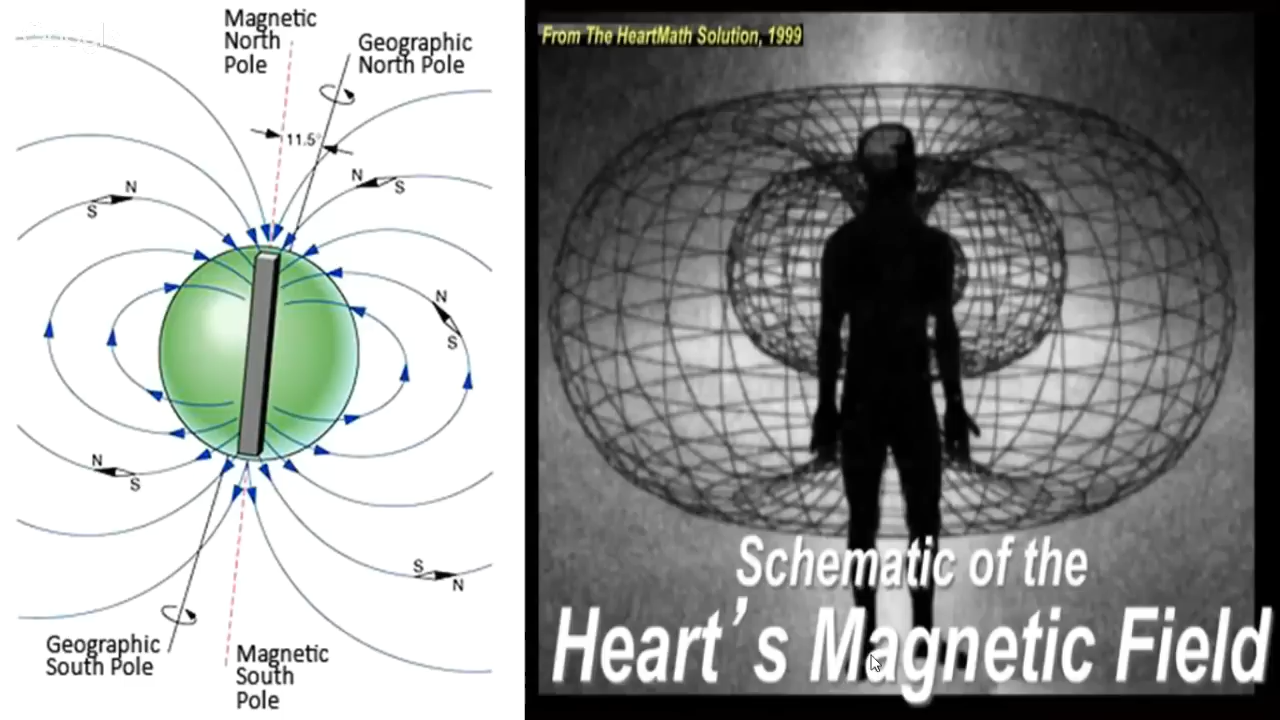 Google
Magnetic
North
Pole
Geographic
North Pole
11.5°
N
S
N
S
N
S
N
S
S
N
Geographic
South Pole
Magnetic
South
Pole
From The HeartMath Solution, 1999
Schematic of the
Heart's Magnetic Field